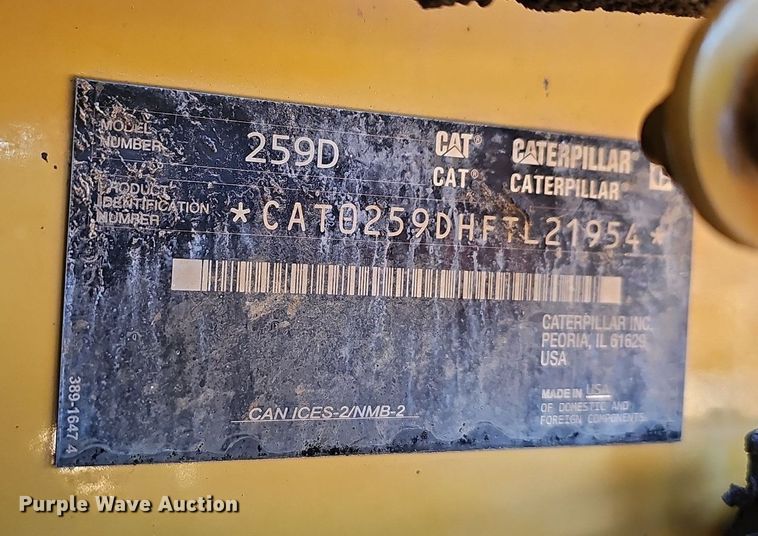 MODEL NUMBER 259D CAT® CATERPILLAR®
CAT® CATERPILLAR®
PRODUCT IDENTIFICATION NUMBER *CAT0259DHFTL21954*
CATERPILLAR INC.
PEORIA, IL 61629
USA
MADE IN USA
OF DOMESTIC AND
FOREIGN COMPONENTS.
CAN ICES-2/NMB-2
389-1647 4
Purple Wave Auction